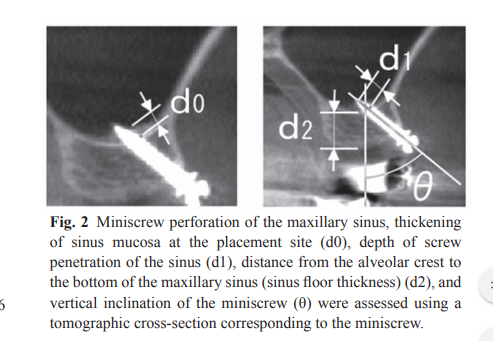 d0
d1
d2
θ
Fig. 2 Miniscrew perforation of the maxillary sinus, thickening
of sinus mucosa at the placement site (d0), depth of screw
penetration of the sinus (d1), distance from the alveolar crest to
the bottom of the maxillary sinus (sinus floor thickness) (d2), and
vertical inclination of the miniscrew (θ) were assessed using a
tomographic cross-section corresponding to the miniscrew.
6